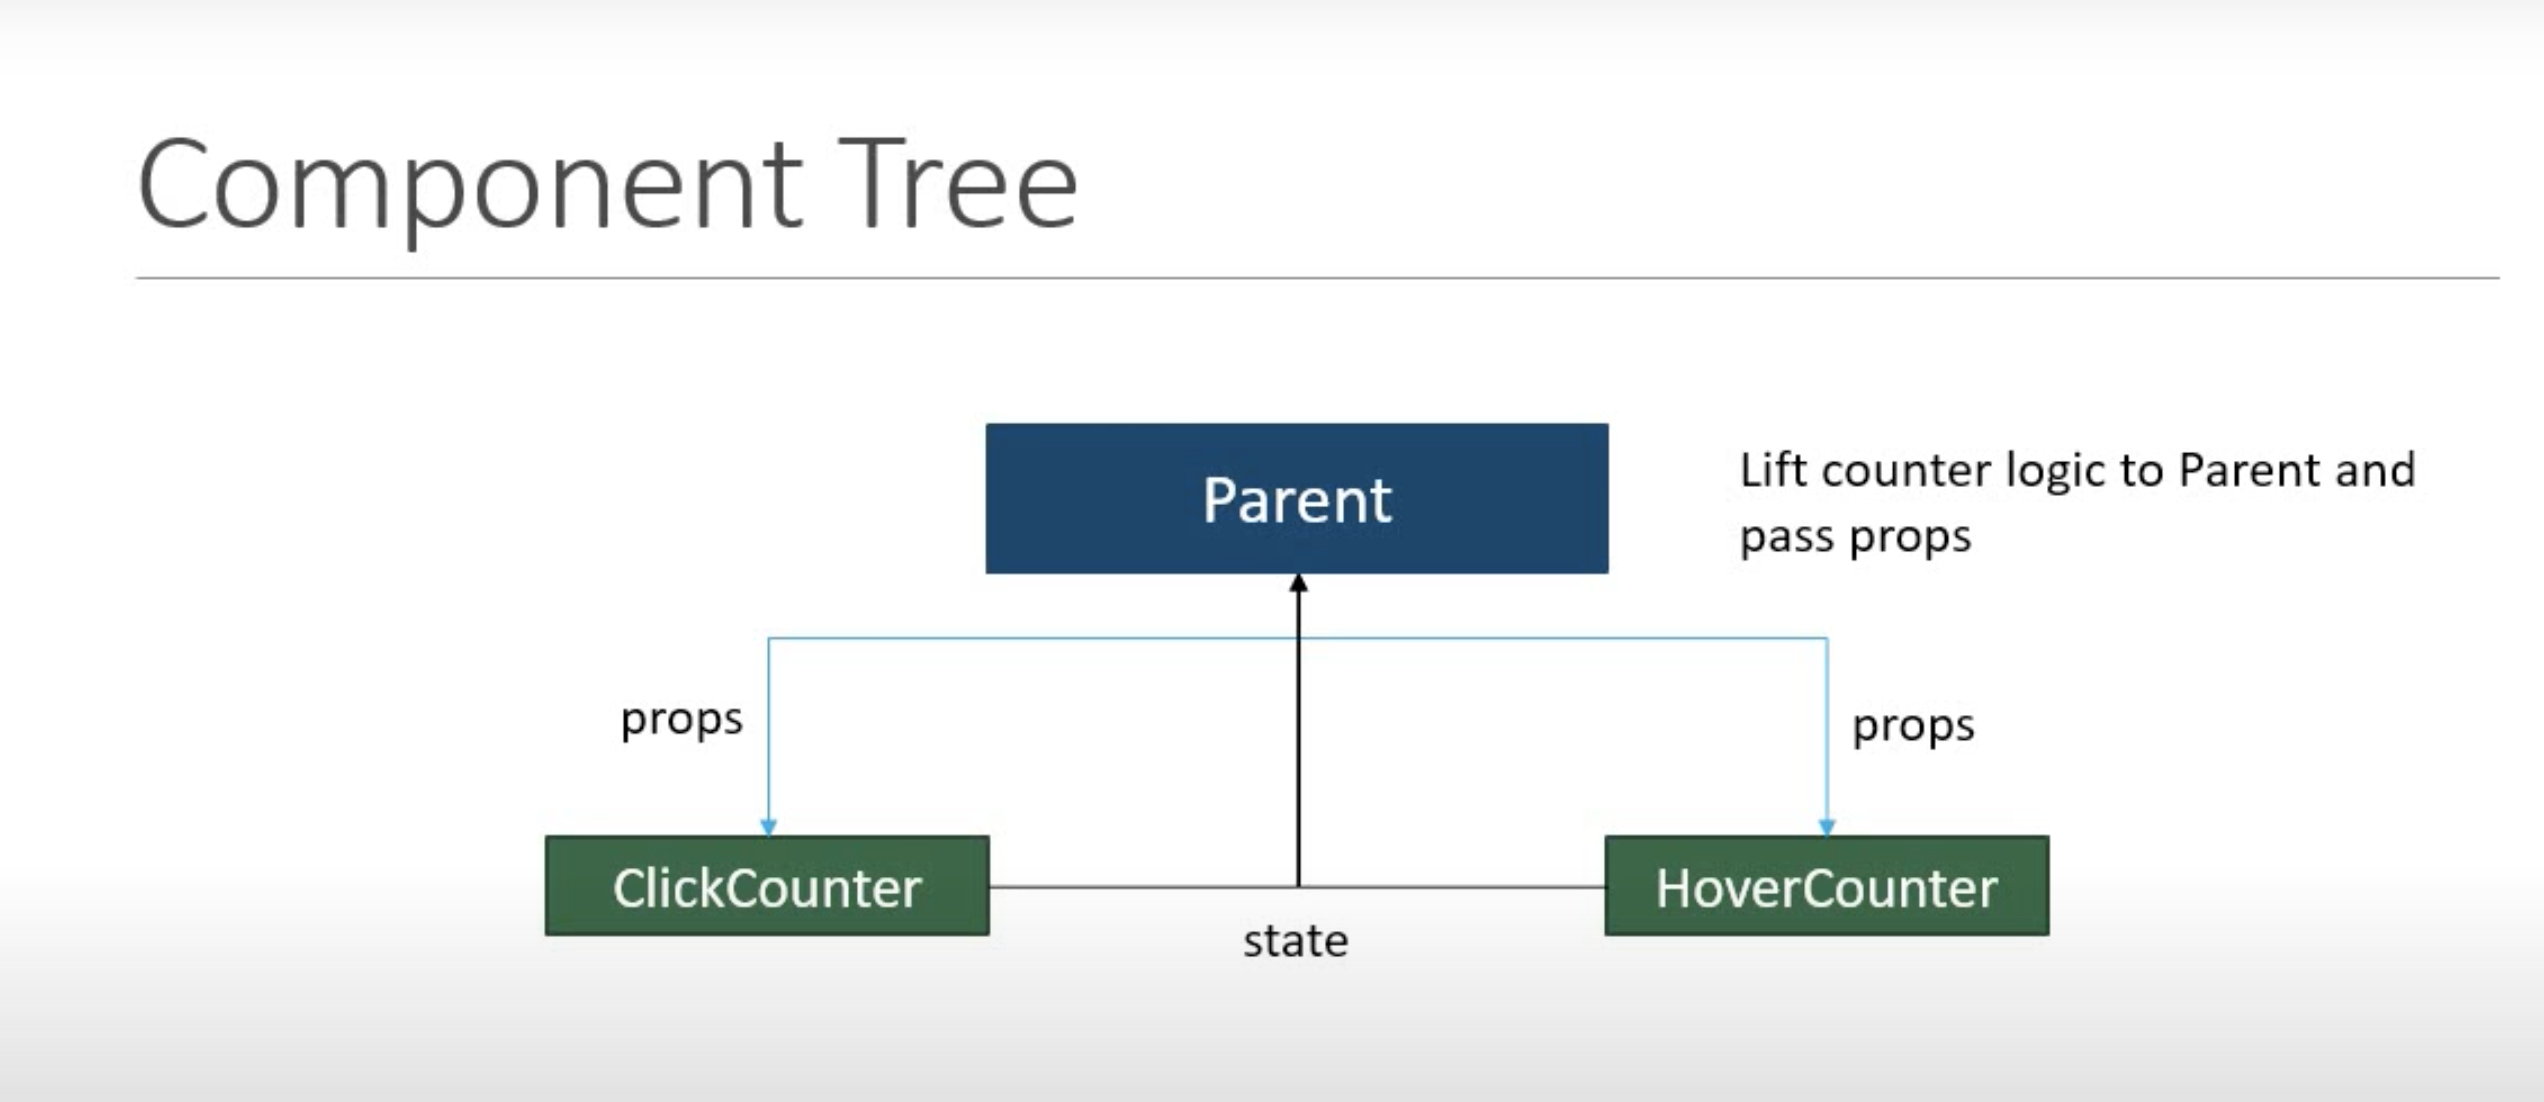 Component Tree
Parent
Lift counter logic to Parent and
pass props
props
props
ClickCounter
HoverCounter
state